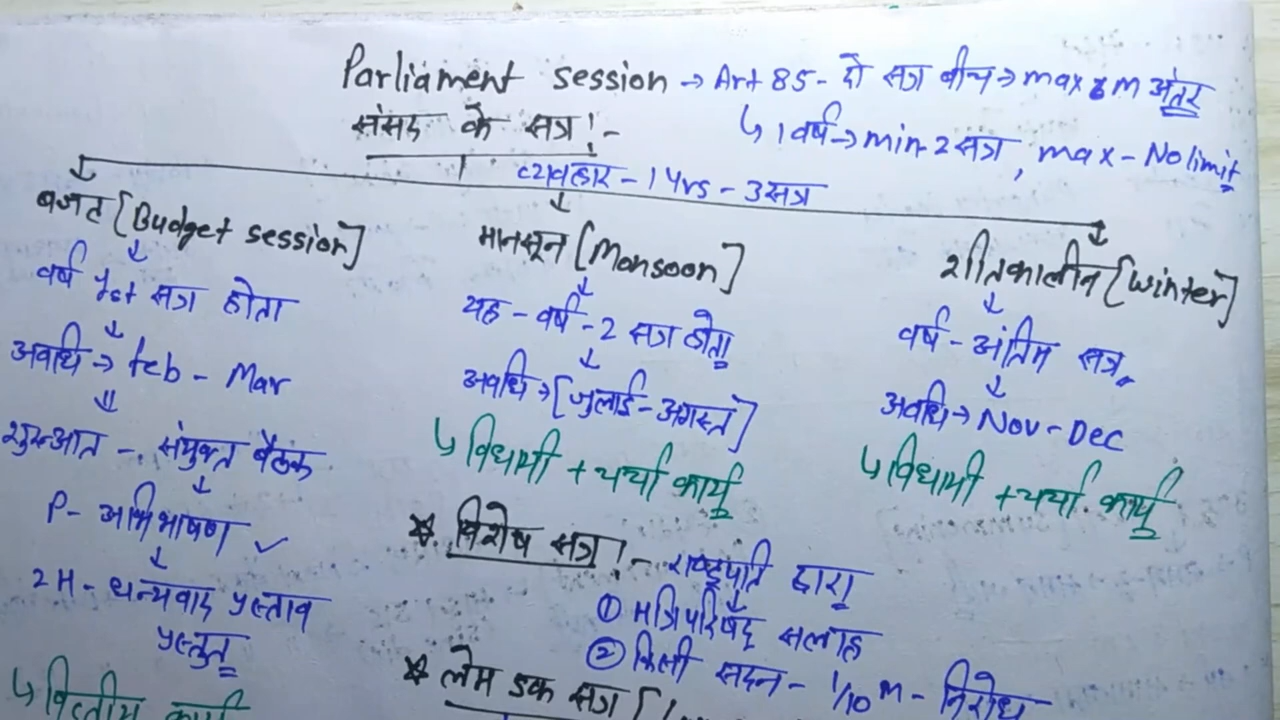 Parliament session → Art 85 - दो सत्र बीच → max 6 M अंतर
संसद के सत्र :-
↳ 1 वर्ष → min - 2 सत्र , max - No limit
व्यवहार - 1 Yrs - 3 सत्र
बजट [Budget session]
वर्ष 1st सत्र होता
अवधि → feb - Mar
शुरुआत - संयुक्त बैठक
P - अभिभाषण ✓
2 H - धन्यवाद प्रस्ताव
प्रस्तुत
↳ वित्तीय कार्य
मानसून [Monsoon]
यह - वर्ष - 2 सत्र होता
अवधि → [जुलाई - अगस्त]
↳ विधायी + चर्चा कार्य
शीतकालीन [Winter]
वर्ष - अंतिम सत्र
अवधि → Nov - Dec
↳ विधायी + चर्चा कार्य
* विशेष सत्र :- राष्ट्रपति द्वारा
① मंत्रिपरिषद् सलाह
② किसी सदन - 1/10 M -
* लेम डक सत्र